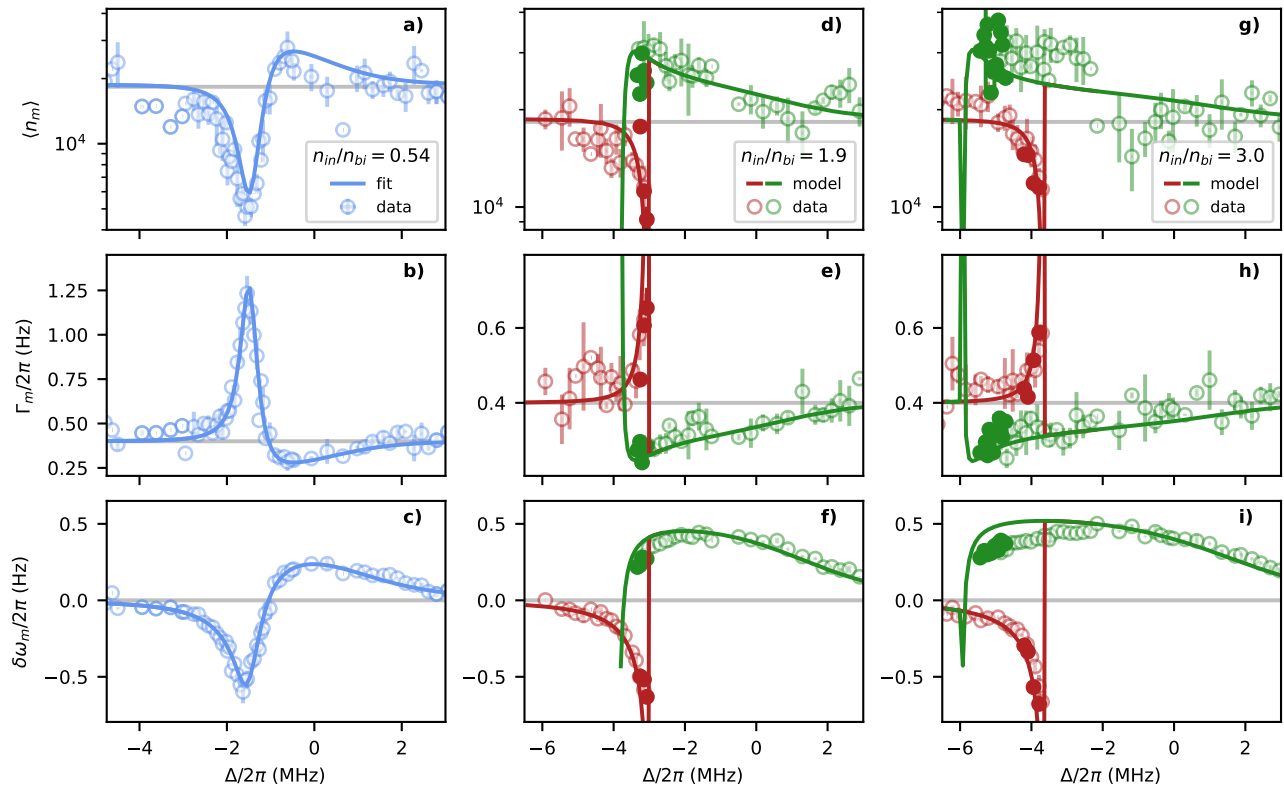 a)
⟨n_m⟩
10^4
n_in/n_bi = 0.54
fit
data
d)
10^4
n_in/n_bi = 1.9
model
data
g)
10^4
n_in/n_bi = 3.0
model
data
b)
Γ_m/2π (Hz)
1.25
1.00
0.75
0.50
0.25
e)
0.6
0.4
h)
0.6
0.4
c)
δω_m/2π (Hz)
0.5
0.0
−0.5
−4 −2 0 2
Δ/2π (MHz)
f)
0.5
0.0
−0.5
−6 −4 −2 0 2
Δ/2π (MHz)
i)
0.5
0.0
−0.5
−6 −4 −2 0 2
Δ/2π (MHz)